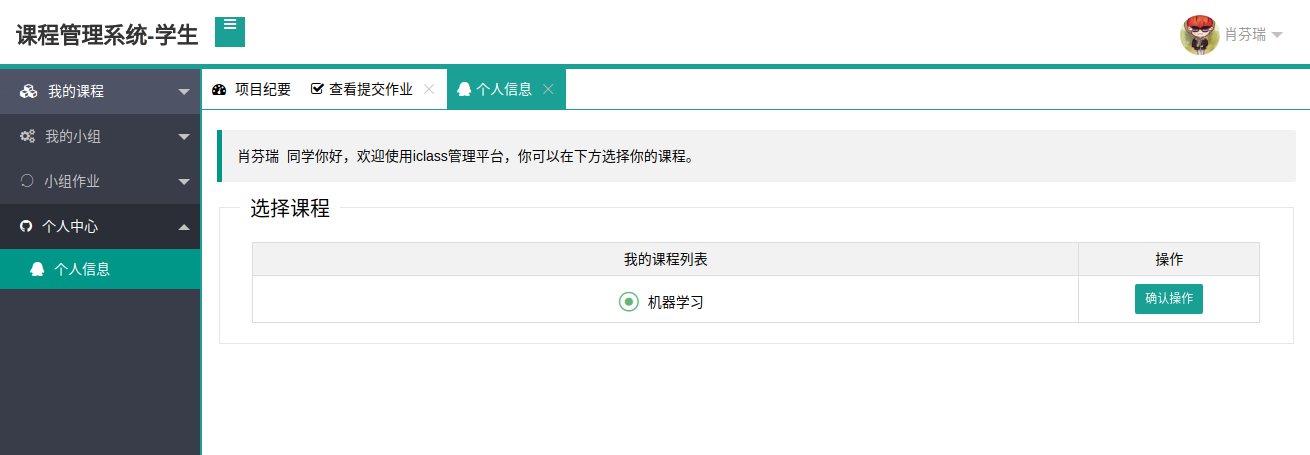 课程管理系统-学生
肖芬瑞
我的课程
我的小组
小组作业
个人中心
个人信息
项目纪要 查看提交作业 个人信息
肖芬瑞 同学你好，欢迎使用iclass管理平台，你可以在下方选择你的课程。
选择课程
我的课程列表 操作
机器学习 确认操作